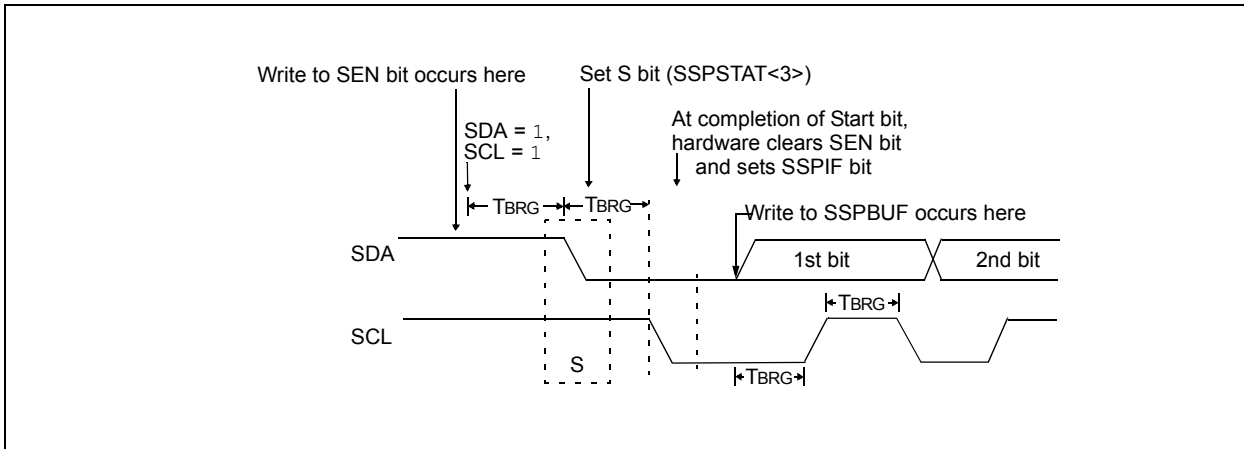 Write to SEN bit occurs here
Set S bit (SSPSTAT<3>)
SDA = 1,
SCL = 1
At completion of Start bit,
hardware clears SEN bit
and sets SSPIF bit
TBRG
TBRG
Write to SSPBUF occurs here
SDA
1st bit
2nd bit
TBRG
SCL
S
TBRG